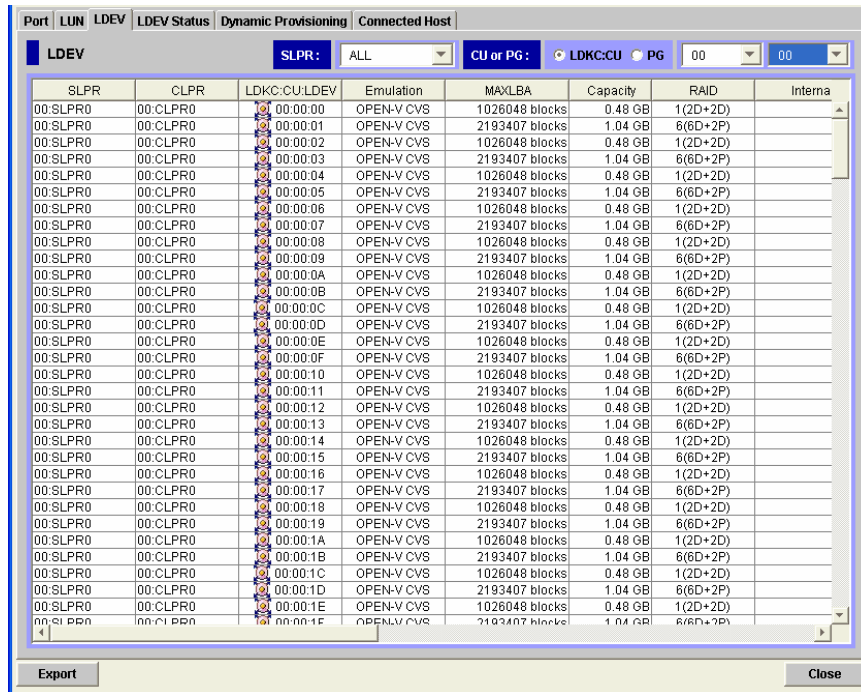 Port LUN LDEV LDEV Status Dynamic Provisioning Connected Host
LDEV SLPR : ALL CU or PG : LDKC:CU PG 00 00
SLPR CLPR LDKC:CU:LDEV Emulation MAXLBA Capacity RAID Interna
00:SLPR0 00:CLPR0 00:00:00 OPEN-V CVS 1026048 blocks 0.48 GB 1(2D+2D)
00:SLPR0 00:CLPR0 00:00:01 OPEN-V CVS 2193407 blocks 1.04 GB 6(6D+2P)
00:SLPR0 00:CLPR0 00:00:02 OPEN-V CVS 1026048 blocks 0.48 GB 1(2D+2D)
00:SLPR0 00:CLPR0 00:00:03 OPEN-V CVS 2193407 blocks 1.04 GB 6(6D+2P)
00:SLPR0 00:CLPR0 00:00:04 OPEN-V CVS 1026048 blocks 0.48 GB 1(2D+2D)
00:SLPR0 00:CLPR0 00:00:05 OPEN-V CVS 2193407 blocks 1.04 GB 6(6D+2P)
00:SLPR0 00:CLPR0 00:00:06 OPEN-V CVS 1026048 blocks 0.48 GB 1(2D+2D)
00:SLPR0 00:CLPR0 00:00:07 OPEN-V CVS 2193407 blocks 1.04 GB 6(6D+2P)
00:SLPR0 00:CLPR0 00:00:08 OPEN-V CVS 1026048 blocks 0.48 GB 1(2D+2D)
00:SLPR0 00:CLPR0 00:00:09 OPEN-V CVS 2193407 blocks 1.04 GB 6(6D+2P)
00:SLPR0 00:CLPR0 00:00:0A OPEN-V CVS 1026048 blocks 0.48 GB 1(2D+2D)
00:SLPR0 00:CLPR0 00:00:0B OPEN-V CVS 2193407 blocks 1.04 GB 6(6D+2P)
00:SLPR0 00:CLPR0 00:00:0C OPEN-V CVS 1026048 blocks 0.48 GB 1(2D+2D)
00:SLPR0 00:CLPR0 00:00:0D OPEN-V CVS 2193407 blocks 1.04 GB 6(6D+2P)
00:SLPR0 00:CLPR0 00:00:0E OPEN-V CVS 1026048 blocks 0.48 GB 1(2D+2D)
00:SLPR0 00:CLPR0 00:00:0F OPEN-V CVS 2193407 blocks 1.04 GB 6(6D+2P)
00:SLPR0 00:CLPR0 00:00:10 OPEN-V CVS 1026048 blocks 0.48 GB 1(2D+2D)
00:SLPR0 00:CLPR0 00:00:11 OPEN-V CVS 2193407 blocks 1.04 GB 6(6D+2P)
00:SLPR0 00:CLPR0 00:00:12 OPEN-V CVS 1026048 blocks 0.48 GB 1(2D+2D)
00:SLPR0 00:CLPR0 00:00:13 OPEN-V CVS 2193407 blocks 1.04 GB 6(6D+2P)
00:SLPR0 00:CLPR0 00:00:14 OPEN-V CVS 1026048 blocks 0.48 GB 1(2D+2D)
00:SLPR0 00:CLPR0 00:00:15 OPEN-V CVS 2193407 blocks 1.04 GB 6(6D+2P)
00:SLPR0 00:CLPR0 00:00:16 OPEN-V CVS 1026048 blocks 0.48 GB 1(2D+2D)
00:SLPR0 00:CLPR0 00:00:17 OPEN-V CVS 2193407 blocks 1.04 GB 6(6D+2P)
00:SLPR0 00:CLPR0 00:00:18 OPEN-V CVS 1026048 blocks 0.48 GB 1(2D+2D)
00:SLPR0 00:CLPR0 00:00:19 OPEN-V CVS 2193407 blocks 1.04 GB 6(6D+2P)
00:SLPR0 00:CLPR0 00:00:1A OPEN-V CVS 1026048 blocks 0.48 GB 1(2D+2D)
00:SLPR0 00:CLPR0 00:00:1B OPEN-V CVS 2193407 blocks 1.04 GB 6(6D+2P)
00:SLPR0 00:CLPR0 00:00:1C OPEN-V CVS 1026048 blocks 0.48 GB 1(2D+2D)
00:SLPR0 00:CLPR0 00:00:1D OPEN-V CVS 2193407 blocks 1.04 GB 6(6D+2P)
00:SLPR0 00:CLPR0 00:00:1E OPEN-V CVS 1026048 blocks 0.48 GB 1(2D+2D)
00:SLPR0 00:CLPR0 00:00:1F OPEN-V CVS 2193407 blocks 1.04 GB 6(6D+2P)
Export Close